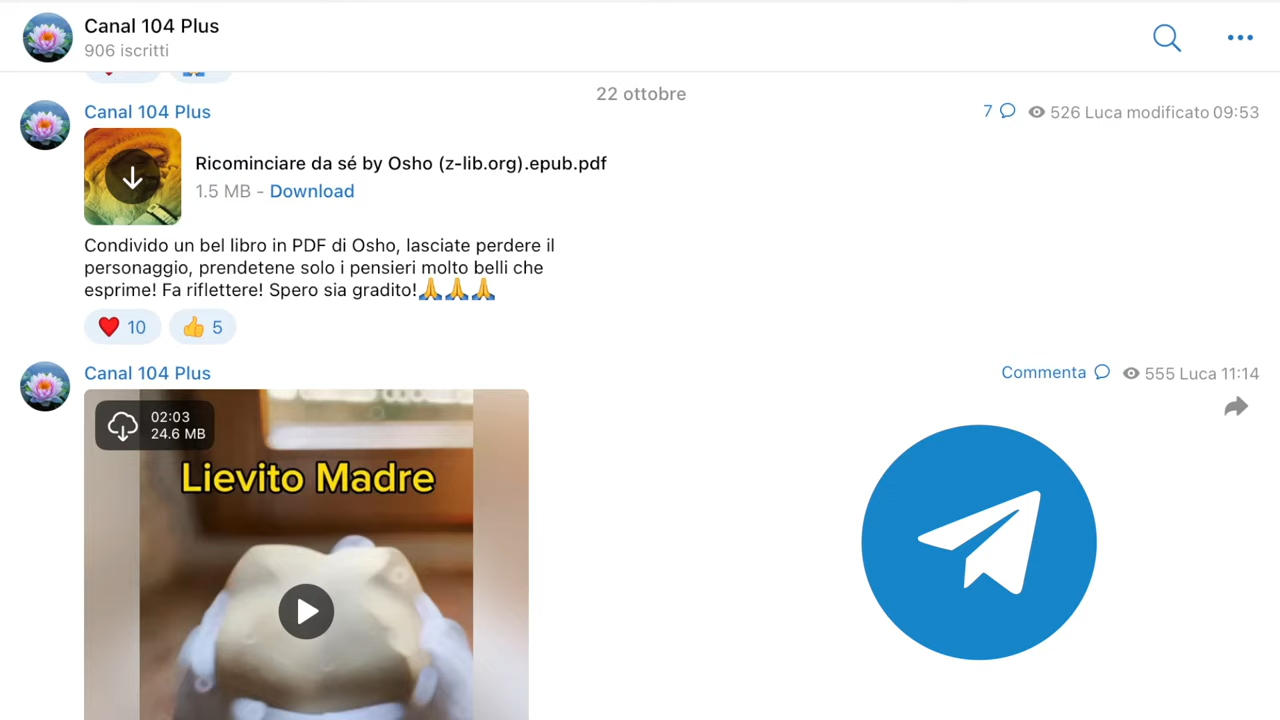 Canal 104 Plus
906 iscritti
22 ottobre
Canal 104 Plus
7 526 Luca modificato 09:53
Ricominciare da sé by Osho (z-lib.org).epub.pdf
1.5 MB - Download
Condivido un bel libro in PDF di Osho, lasciate perdere il
personaggio, prendetene solo i pensieri molto belli che
esprime! Fa riflettere! Spero sia gradito!🙏🙏🙏
❤️ 10 👍 5
Canal 104 Plus
Commenta 555 Luca 11:14
02:03
24.6 MB
Lievito Madre